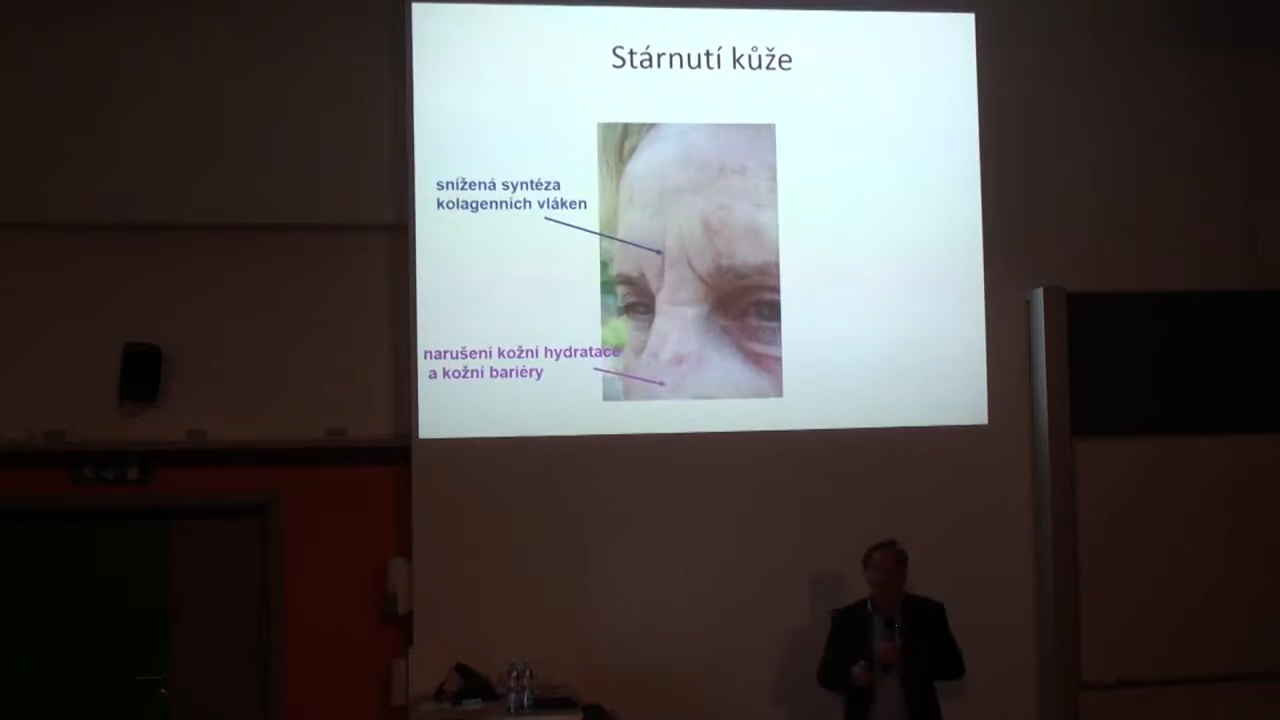 Stárnutí kůže
snížená syntéza
kolagenních vláken
narušení kožní hydratace
a kožní bariéry